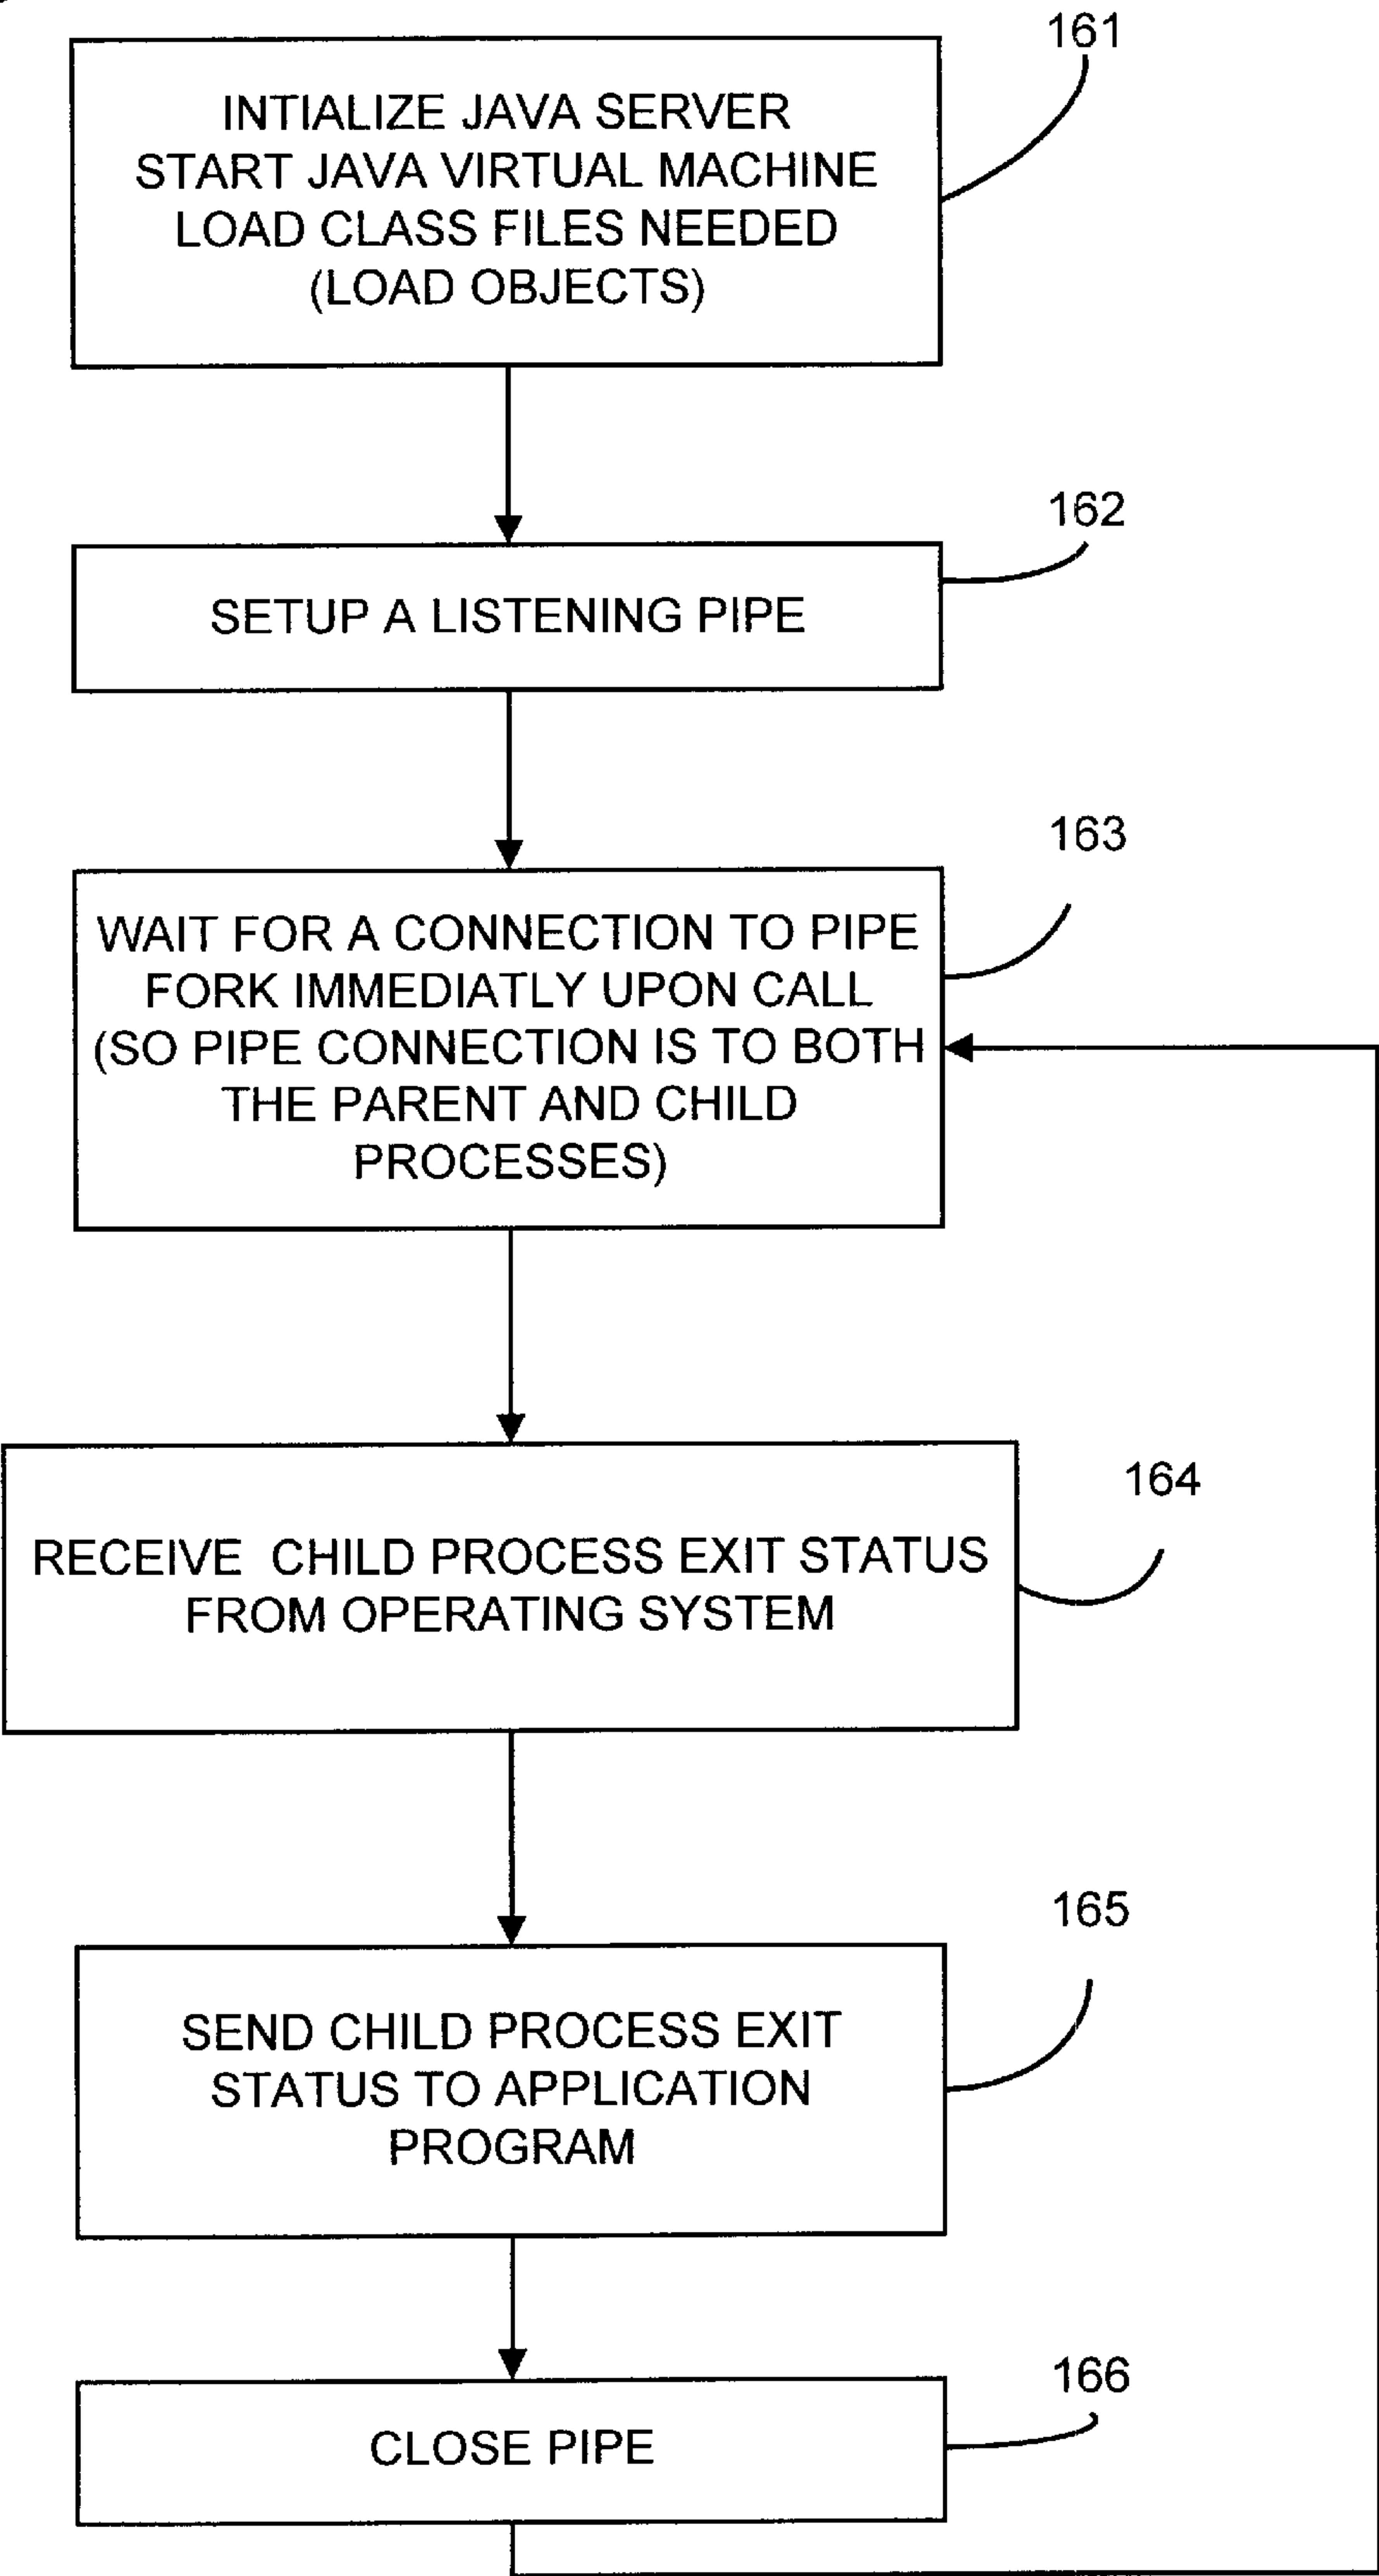 161
INTIALIZE JAVA SERVER
START JAVA VIRTUAL MACHINE
LOAD CLASS FILES NEEDED
(LOAD OBJECTS)
162
SETUP A LISTENING PIPE
163
WAIT FOR A CONNECTION TO PIPE
FORK IMMEDIATLY UPON CALL
(SO PIPE CONNECTION IS TO BOTH
THE PARENT AND CHILD
PROCESSES)
164
RECEIVE CHILD PROCESS EXIT STATUS
FROM OPERATING SYSTEM
165
SEND CHILD PROCESS EXIT
STATUS TO APPLICATION
PROGRAM
166
CLOSE PIPE